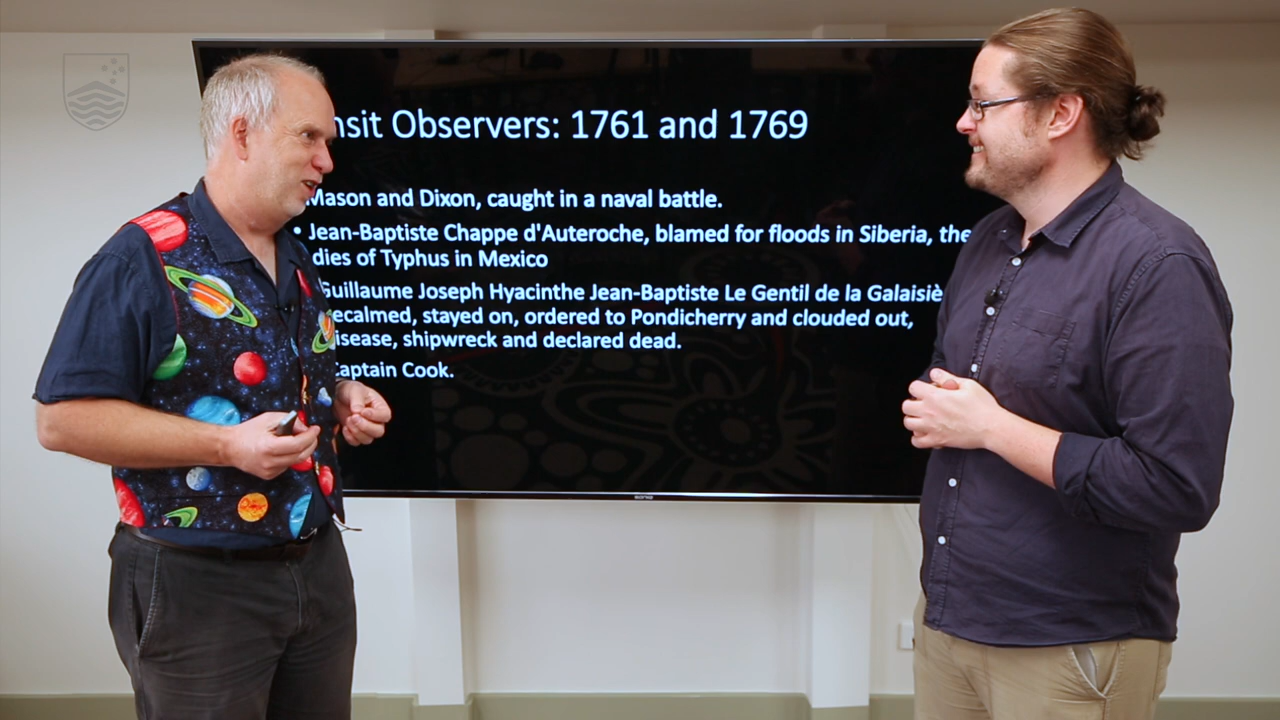 nsit Observers: 1761 and 1769
Mason and Dixon, caught in a naval battle.
• Jean-Baptiste Chappe d'Auteroche, blamed for floods in Siberia, the
dies of Typhus in Mexico
Guillaume Joseph Hyacinthe Jean-Baptiste Le Gentil de la Galaisiè
ecalmed, stayed on, ordered to Pondicherry and clouded out,
isease, shipwreck and declared dead.
Captain Cook.